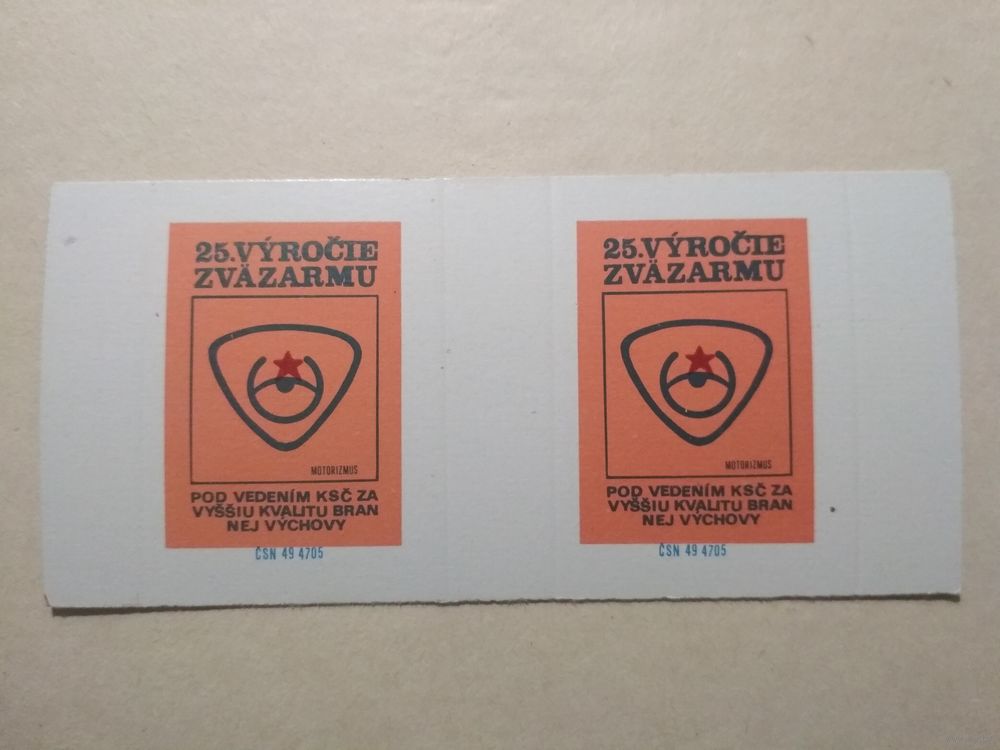 25.VÝROČIE
ZVÄZARMU
MOTORIZMUS
POD VEDENÍM KSČ ZA
VYŠŠIU KVALITU BRAN
NEJ VÝCHOVY
ČSN 49 4705
25.VÝROČIE
ZVÄZARMU
MOTORIZMUS
POD VEDENÍM KSČ ZA
VYŠŠIU KVALITU BRAN
NEJ VÝCHOVY
ČSN 49 4705